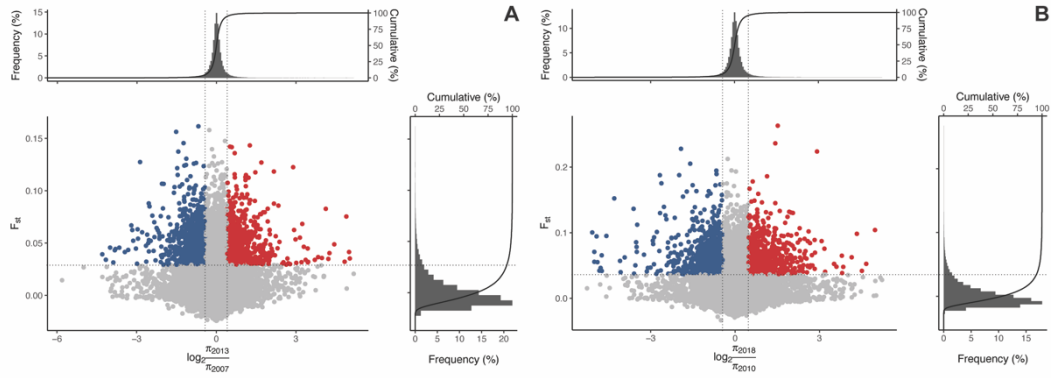 A
Frequency (%)
15
10
5
0
100
75
50
25
0
Cumulative (%)
F_st
0.15
0.10
0.05
0.00
−6
−3
0
3
log₂ π₂₀₁₃/π₂₀₀₇
Cumulative (%)
0 25 50 75 100
0 5 10 15 20
Frequency (%)
B
Frequency (%)
10
5
0
100
75
50
25
0
Cumulative (%)
F_st
0.2
0.1
0.0
−3
0
3
log₂ π₂₀₁₈/π₂₀₁₀
Cumulative (%)
0 25 50 75 100
0 5 10 15
Frequency (%)